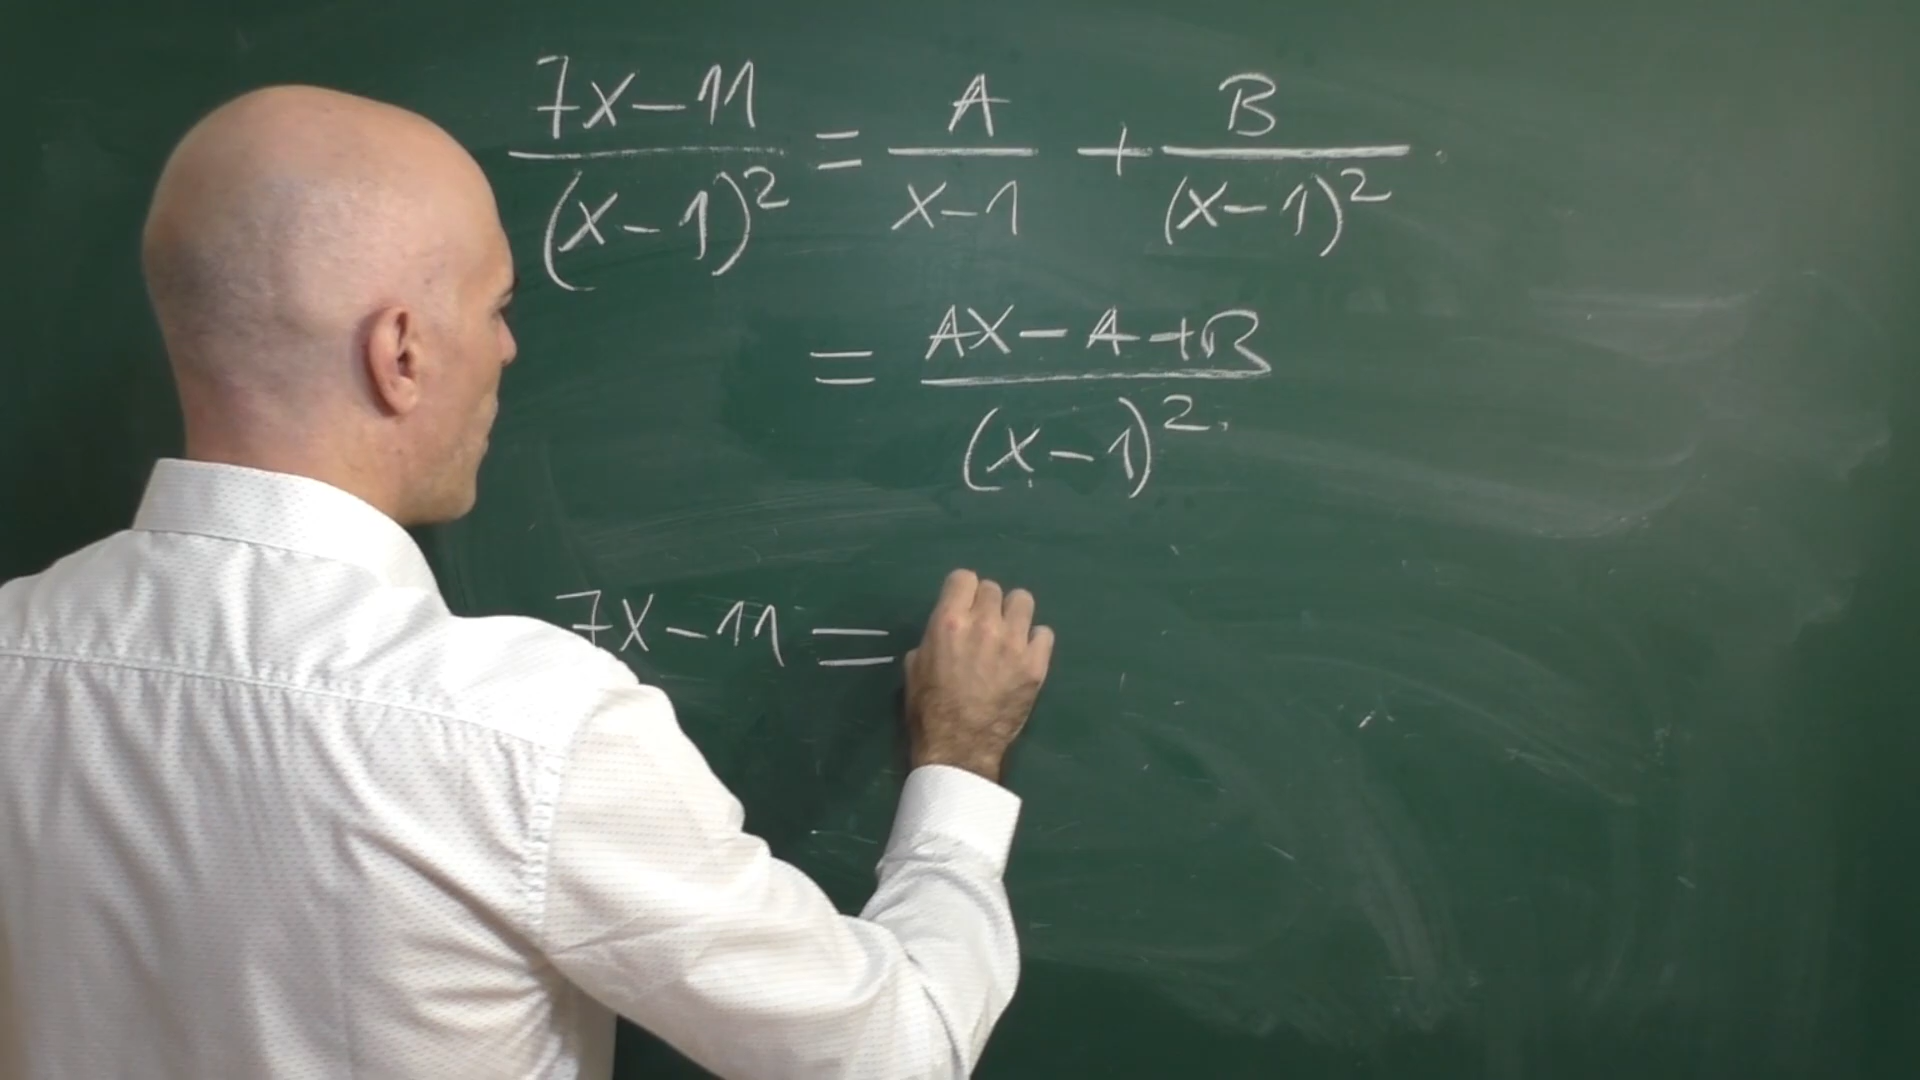 7x-11/(x-1)² = A/x-1 + B/(x-1)².
= Ax-A+B/(x-1)².
7x-11 =